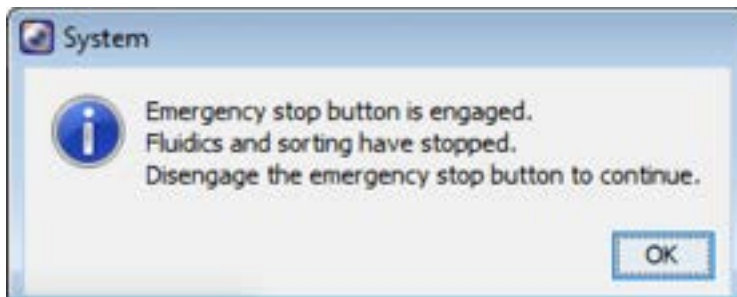 System
Emergency stop button is engaged.
Fluidics and sorting have stopped.
Disengage the emergency stop button to continue.
OK